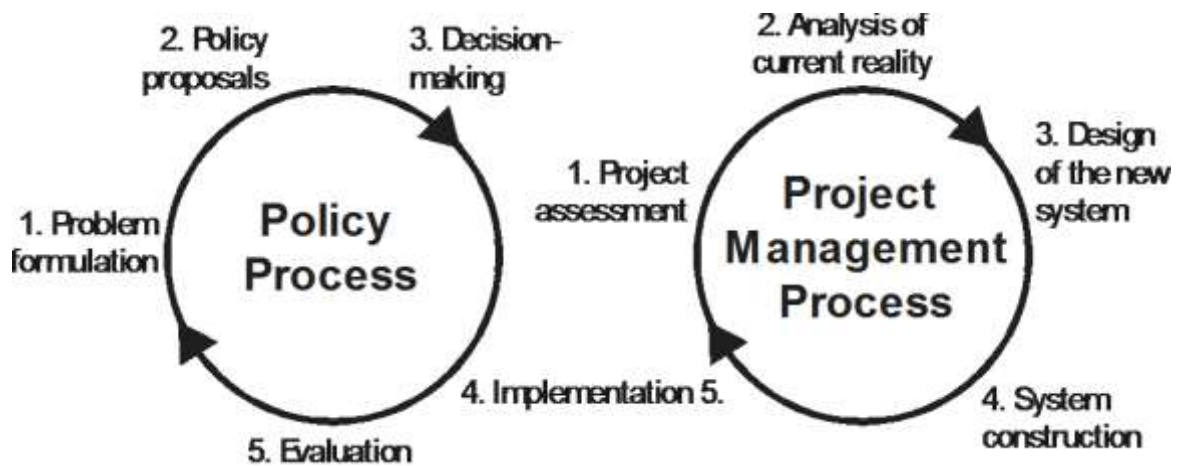 2. Policy
proposals
3. Decision-
making
1. Problem
formulation
Policy
Process
4. Implementation 5.
5. Evaluation
2. Analysis of
current reality
1. Project
assessment
3. Design
of the new
system
Project
Management
Process
4. System
construction